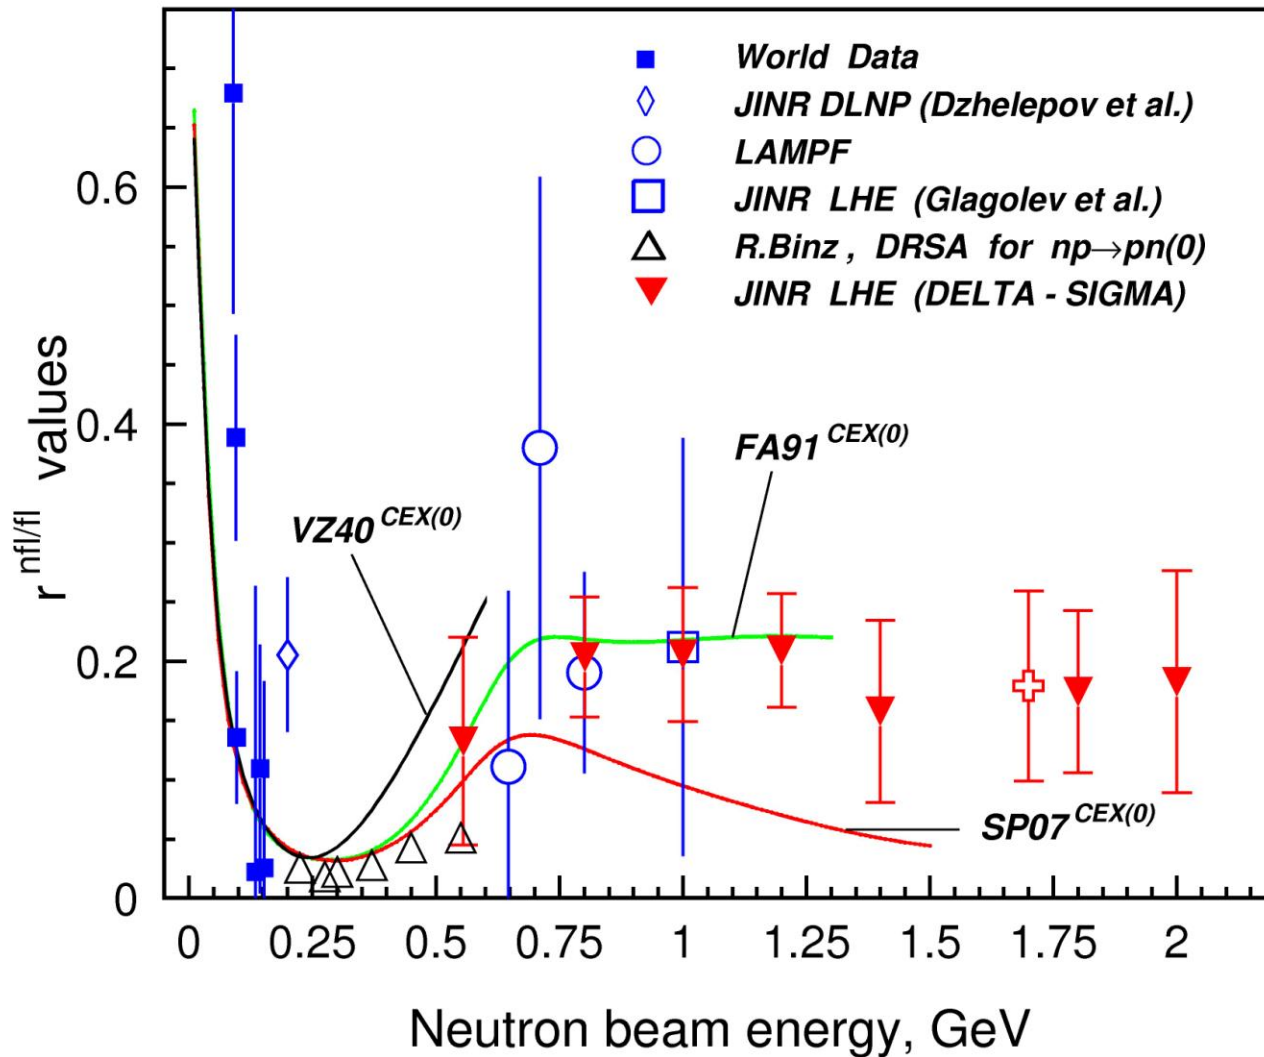 World Data
JINR DLNP (Dzhelepov et al.)
LAMPF
JINR LHE (Glagolev et al.)
R.Binz , DRSA for np→pn(0)
JINR LHE (DELTA - SIGMA)
r nfl/fl values
0.6
0.4
0.2
0
FA91 CEX(0)
VZ40 CEX(0)
SP07 CEX(0)
0 0.25 0.5 0.75 1 1.25 1.5 1.75 2
Neutron beam energy, GeV